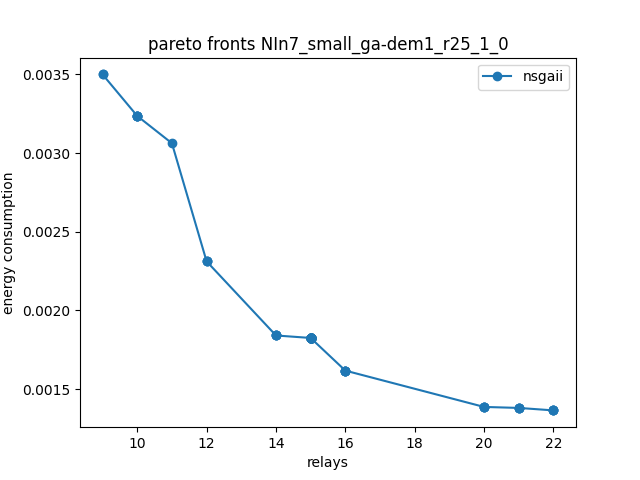 pareto fronts NIn7_small_ga-dem1_r25_1_0
nsgaii
0.0035
0.0030
0.0025
0.0020
0.0015
energy consumption
10 12 14 16 18 20 22
relays